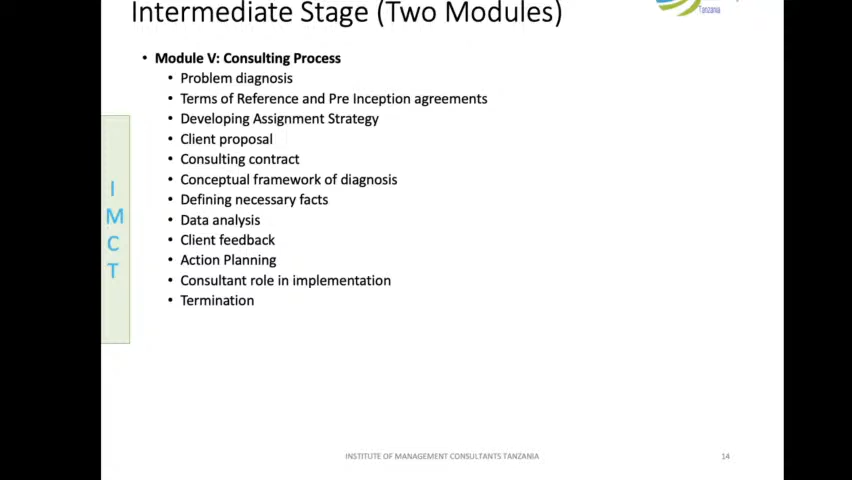 Intermediate Stage (Two Modules)
Tanzania
• Module V: Consulting Process
• Problem diagnosis
• Terms of Reference and Pre Inception agreements
• Developing Assignment Strategy
• Client proposal
• Consulting contract
• Conceptual framework of diagnosis
• Defining necessary facts
• Data analysis
• Client feedback
• Action Planning
• Consultant role in implementation
• Termination
I
M
C
T
INSTITUTE OF MANAGEMENT CONSULTANTS TANZANIA
14